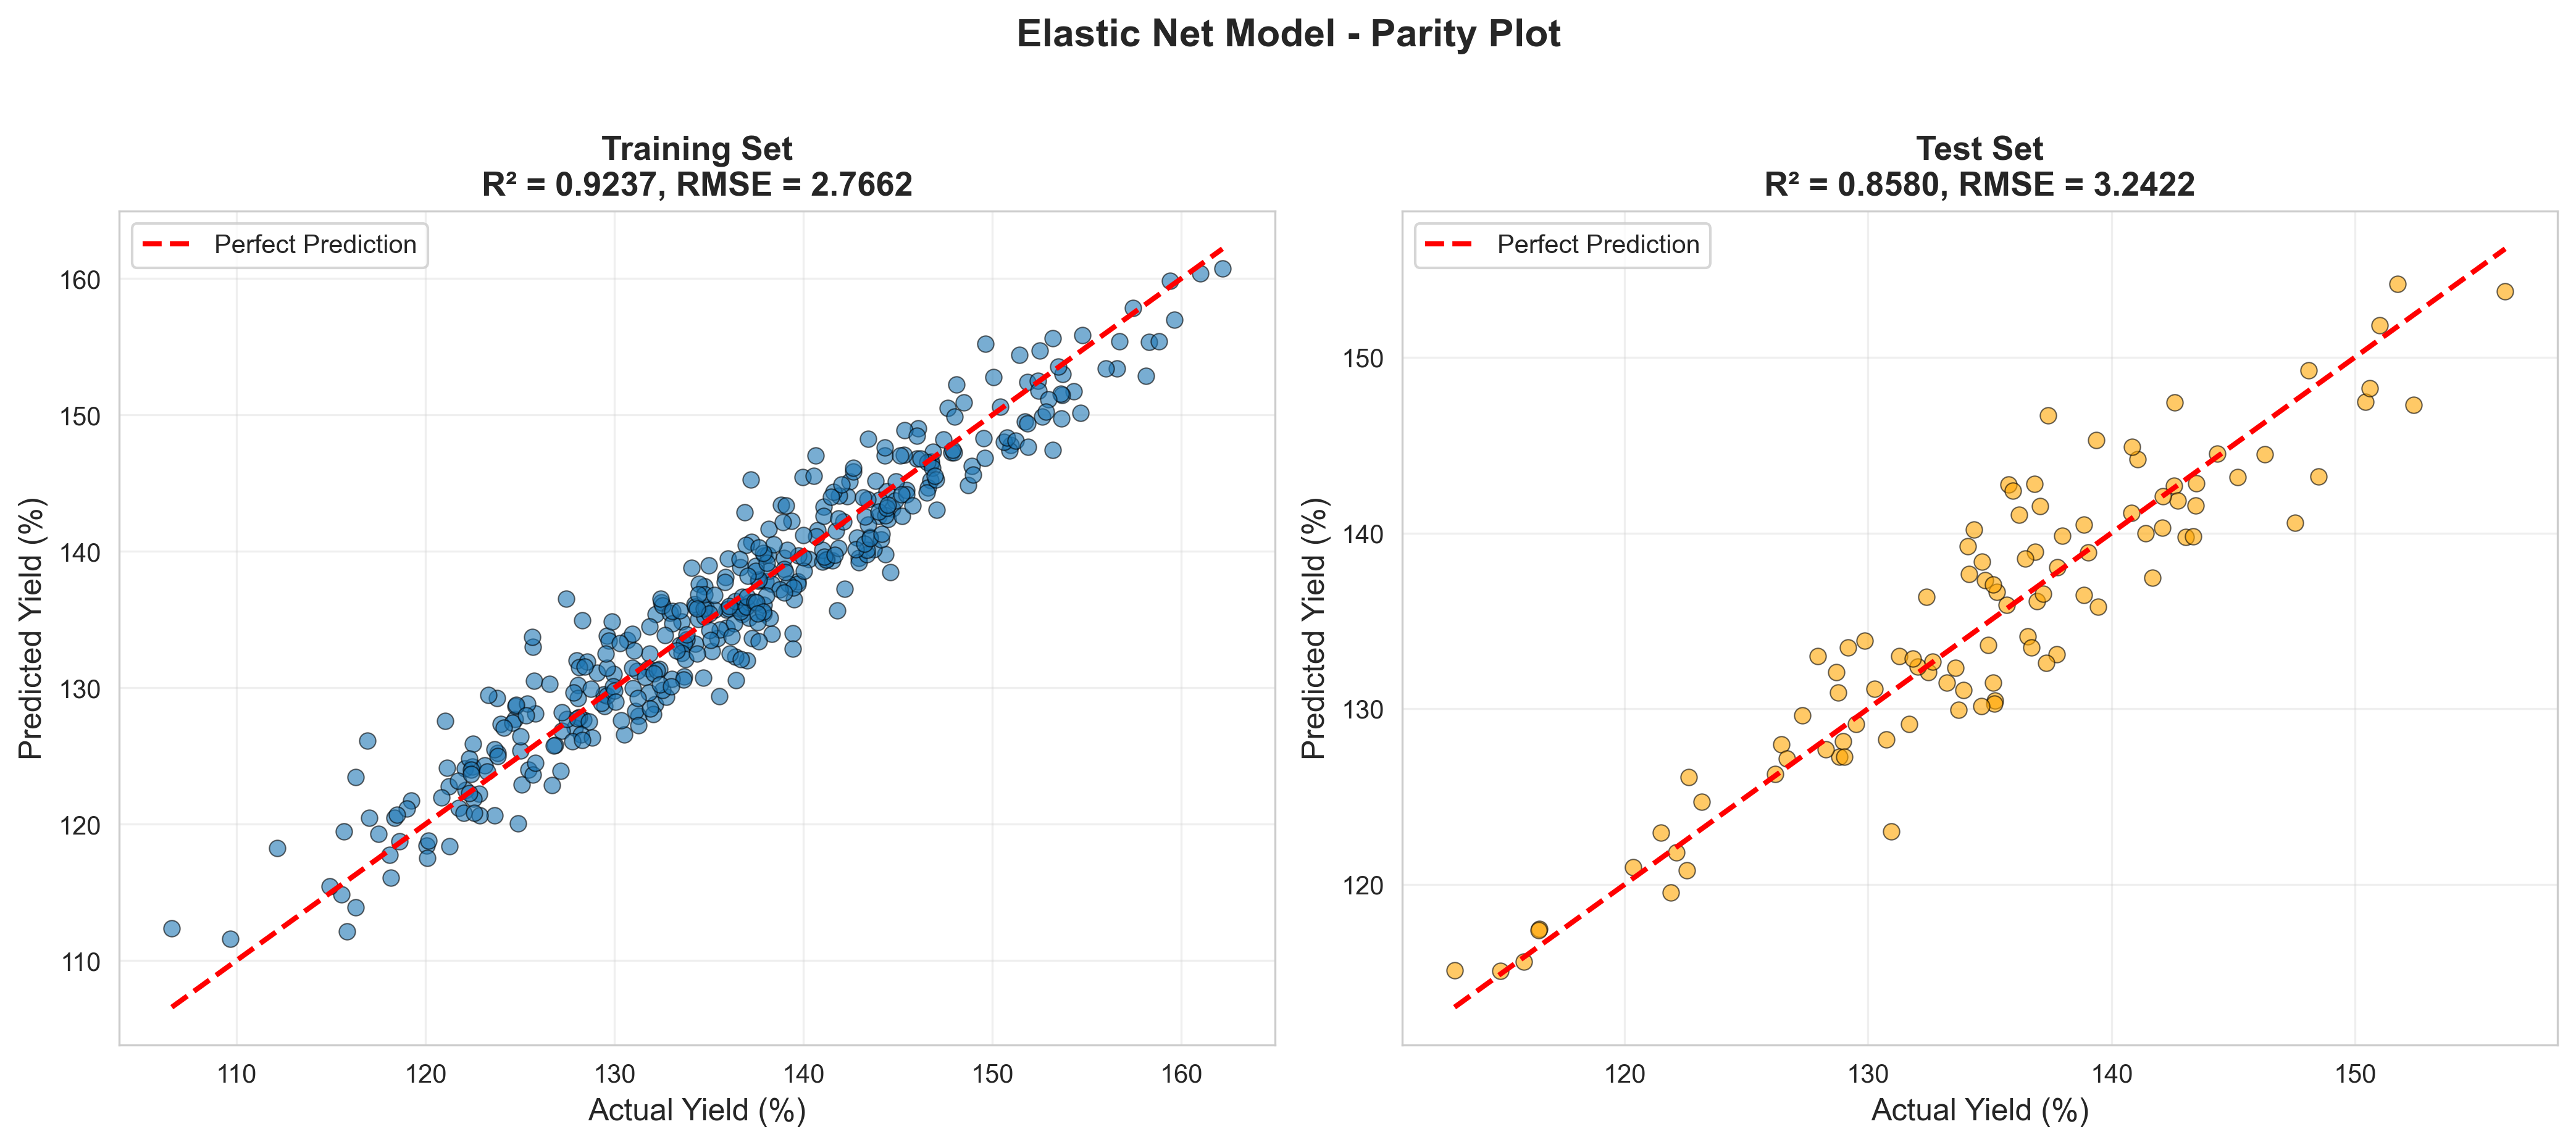 Elastic Net Model - Parity Plot
Training Set
R² = 0.9237, RMSE = 2.7662
Perfect Prediction
Predicted Yield (%)
160
150
140
130
120
110
110 120 130 140 150 160
Actual Yield (%)
Test Set
R² = 0.8580, RMSE = 3.2422
Perfect Prediction
Predicted Yield (%)
150
140
130
120
120 130 140 150
Actual Yield (%)